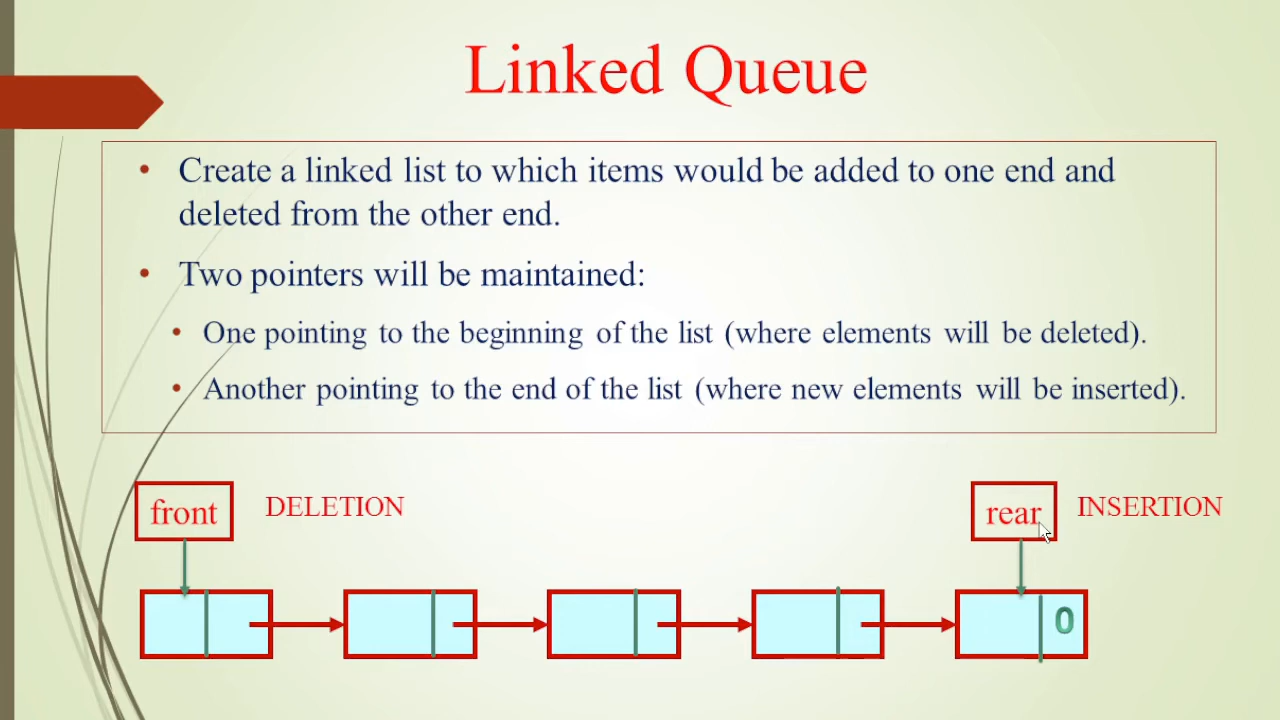 Linked Queue
• Create a linked list to which items would be added to one end and
deleted from the other end.
• Two pointers will be maintained:
• One pointing to the beginning of the list (where elements will be deleted).
• Another pointing to the end of the list (where new elements will be inserted).
front DELETION rear INSERTION
0